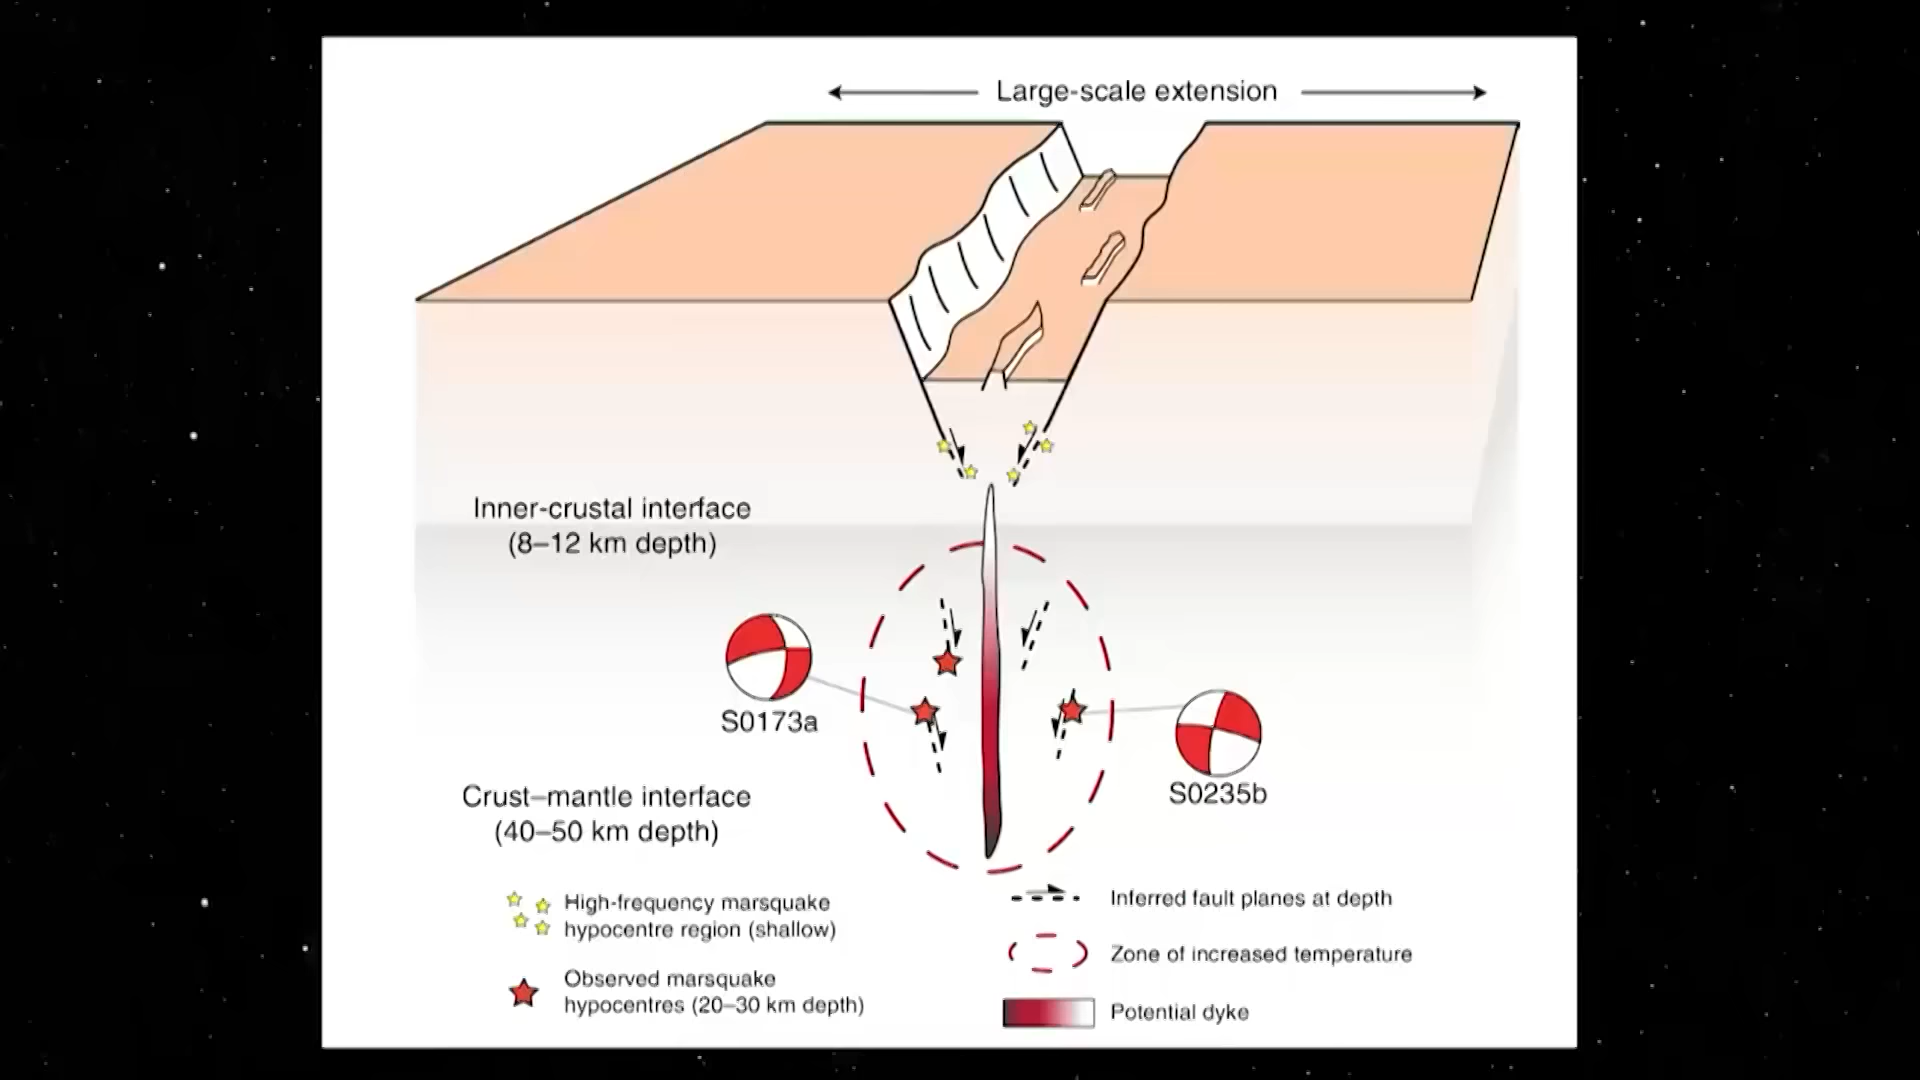 Large-scale extension
Inner-crustal interface
(8–12 km depth)
S0173a
S0235b
Crust–mantle interface
(40–50 km depth)
High-frequency marsquake
hypocentre region (shallow)
Observed marsquake
hypocentres (20–30 km depth)
Inferred fault planes at depth
Zone of increased temperature
Potential dyke